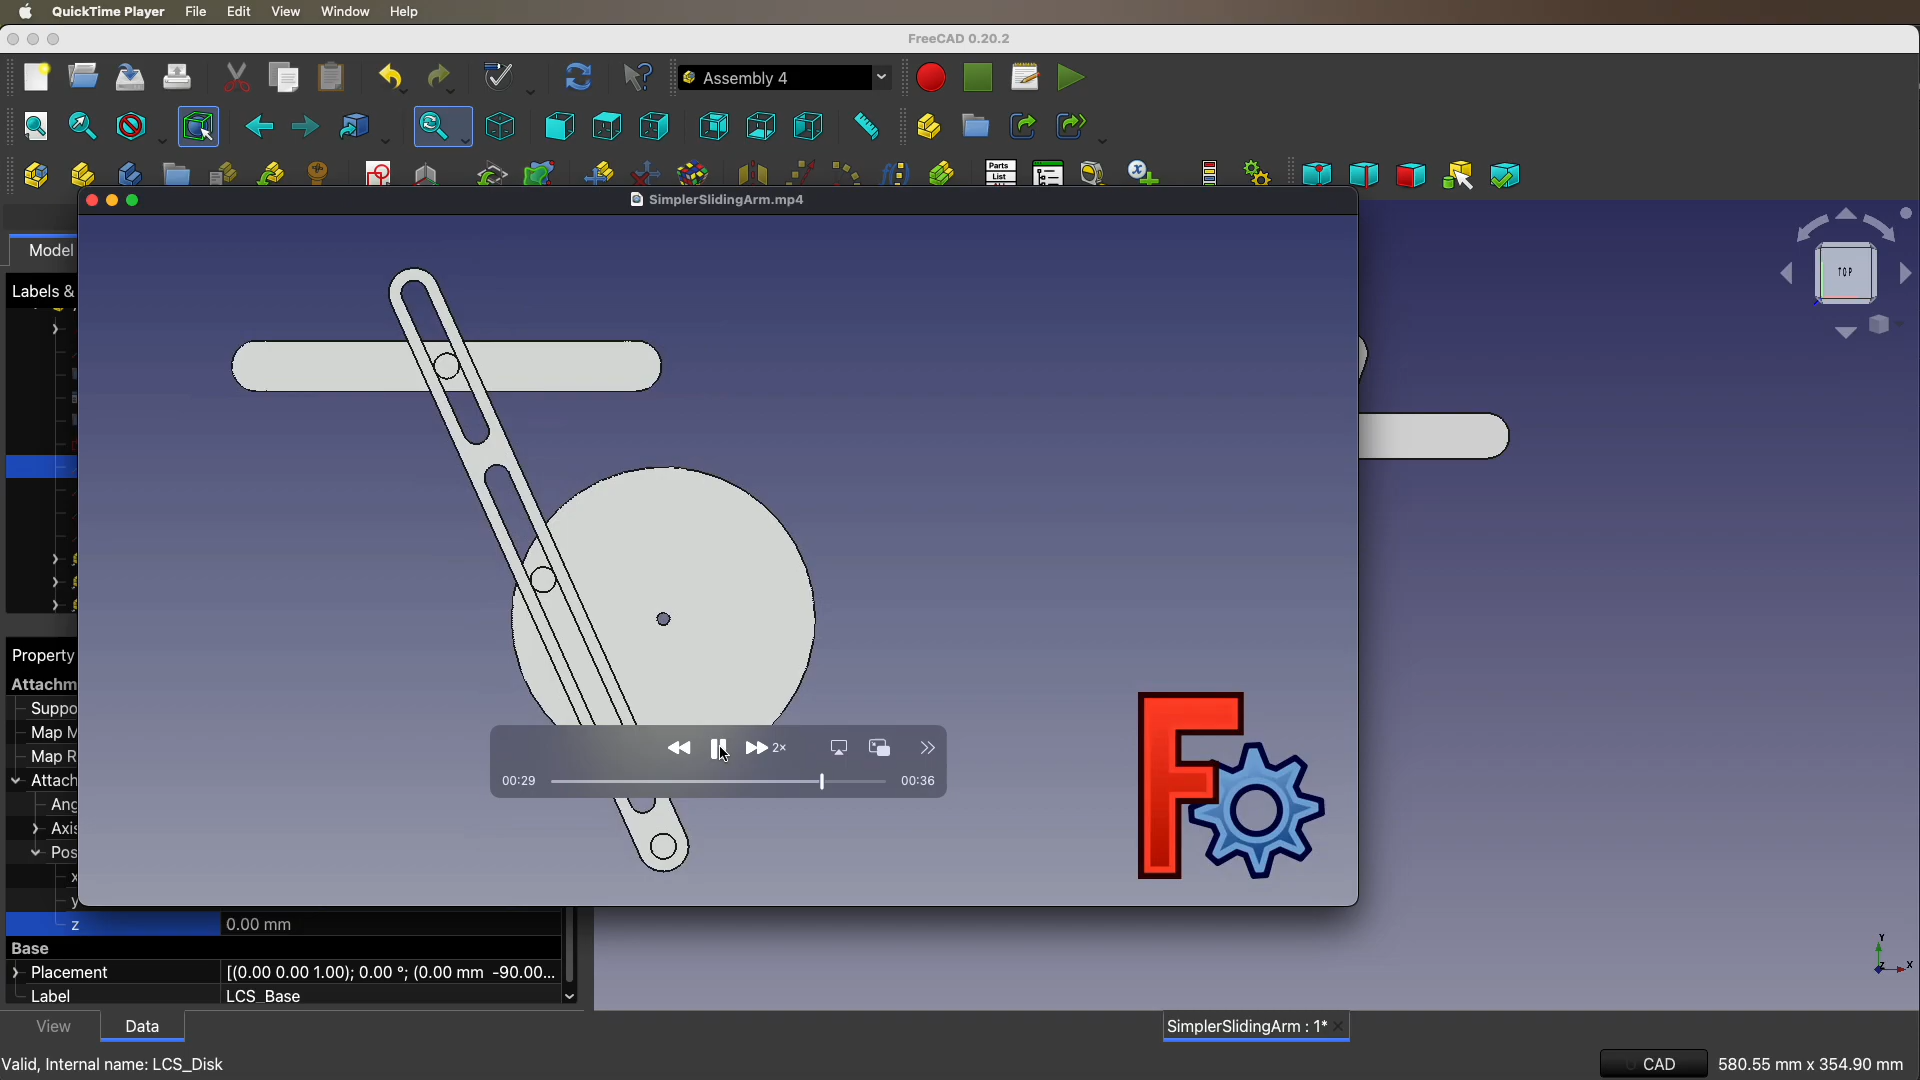 QuickTime Player File Edit View Window Help
FreeCAD 0.20.2
Assembly 4
Parts List
SimplerSlidingArm.mp4
Model
TOP
Labels &
Property
Attachm
Suppo
Map M
Map R
Attach
Ang
Axis
Pos
x
y
z 0.00 mm
Base
Placement [(0.00 0.00 1.00); 0.00 °; (0.00 mm -90.00...
Label LCS_Base
2×
00:29 00:36
Y
Z X
View Data
SimplerSlidingArm : 1*
Valid, Internal name: LCS_Disk
CAD 580.55 mm x 354.90 mm